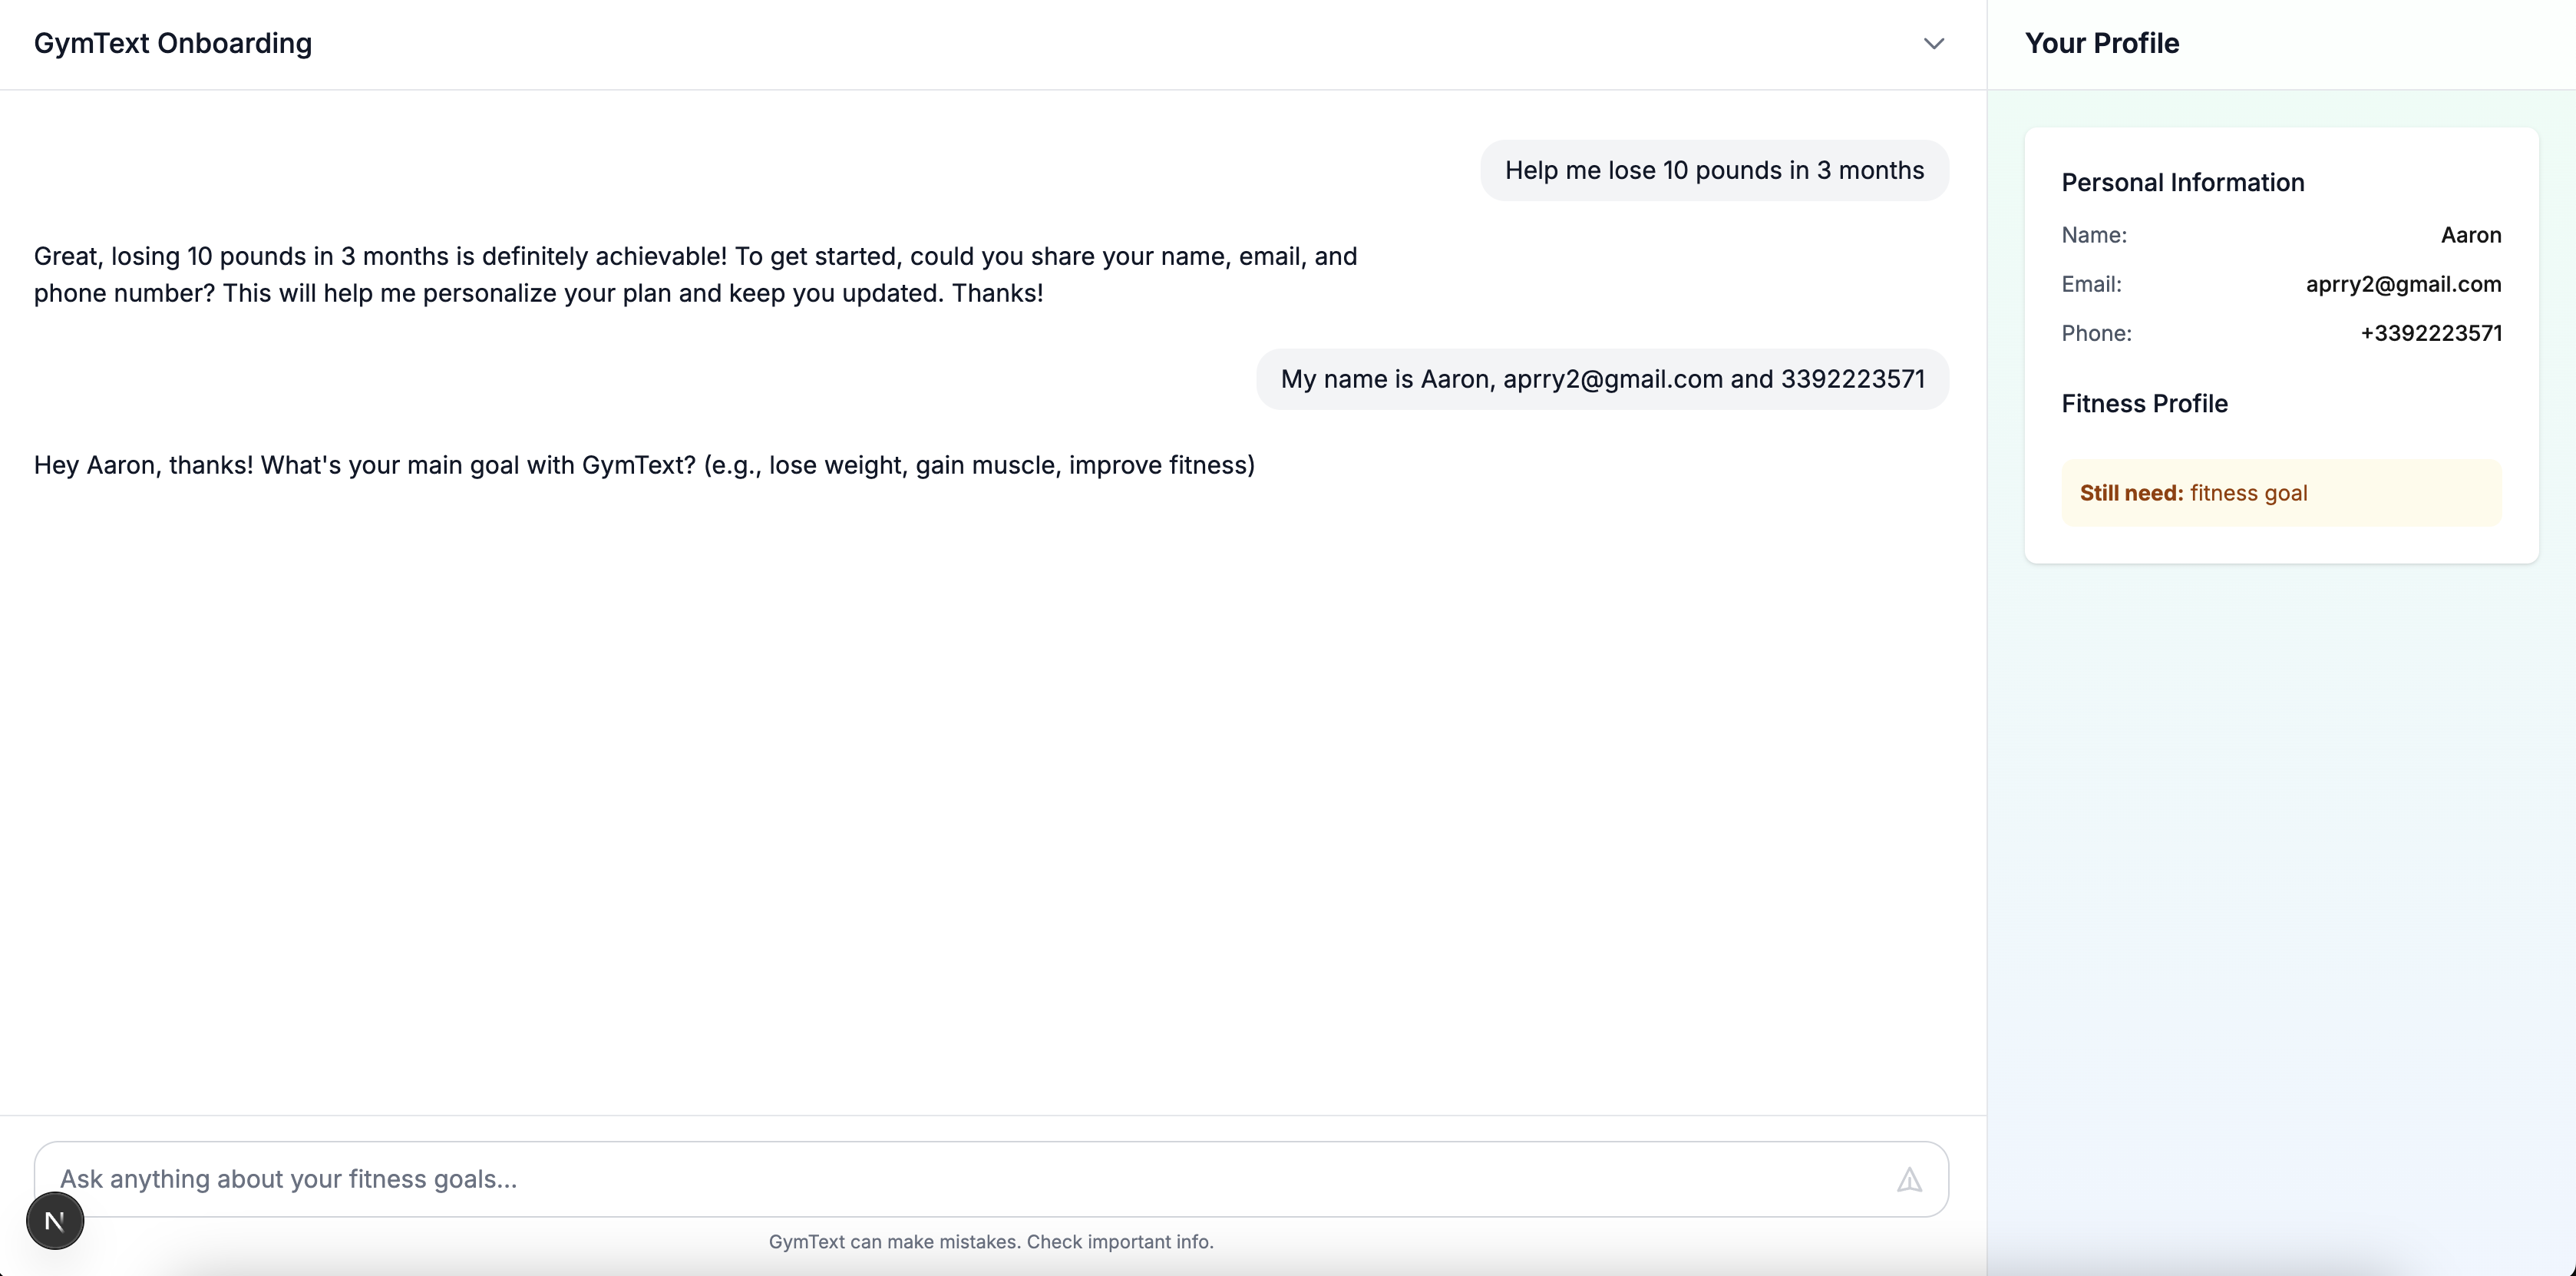 GymText Onboarding
Help me lose 10 pounds in 3 months
Great, losing 10 pounds in 3 months is definitely achievable! To get started, could you share your name, email, and
phone number? This will help me personalize your plan and keep you updated. Thanks!
My name is Aaron, aprry2@gmail.com and 3392223571
Hey Aaron, thanks! What's your main goal with GymText? (e.g., lose weight, gain muscle, improve fitness)
Ask anything about your fitness goals...
N
GymText can make mistakes. Check important info.
Your Profile
Personal Information
Name: Aaron
Email: aprry2@gmail.com
Phone: +3392223571
Fitness Profile
Still need: fitness goal